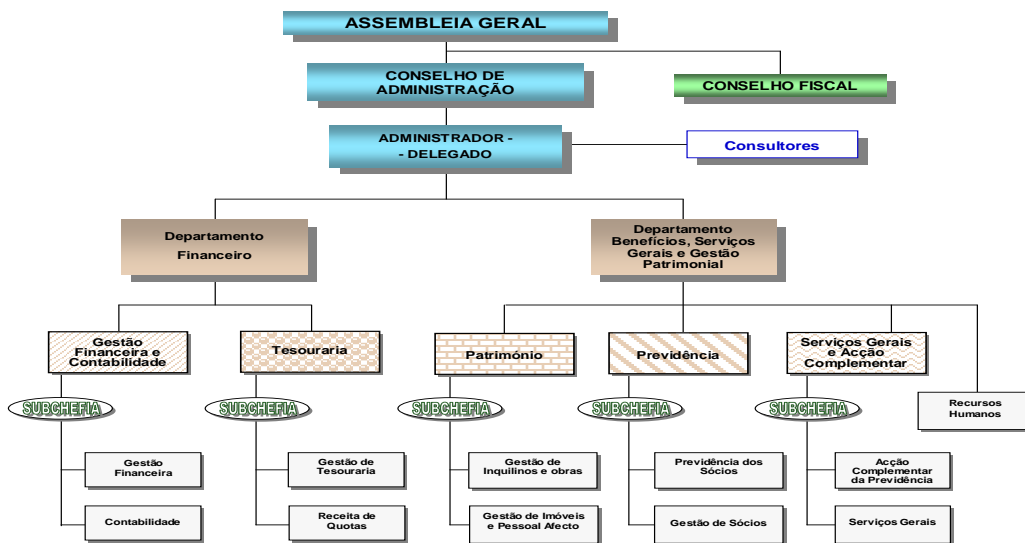 ASSEMBLEIA GERAL
CONSELHO DE
ADMINISTRAÇÃO
CONSELHO FISCAL
ADMINISTRADOR -
- DELEGADO
Consultores
Departamento
Financeiro
Departamento
Benefícios, Serviços
Gerais e Gestão
Patrimonial
Gestão
Financeira e
Contabilidade
Tesouraria
Património
Previdência
Serviços Gerais
e Acção
Complementar
Recursos
Humanos
SUBCHEFIA
SUBCHEFIA
SUBCHEFIA
SUBCHEFIA
SUBCHEFIA
Gestão
Financeira
Gestão de
Tesouraria
Gestão de
Inquilinos e obras
Previdência dos
Sócios
Acção
Complementar
da Previdência
Contabilidade
Receita de
Quotas
Gestão de Imóveis
e Pessoal Afecto
Gestão de Sócios
Serviços Gerais